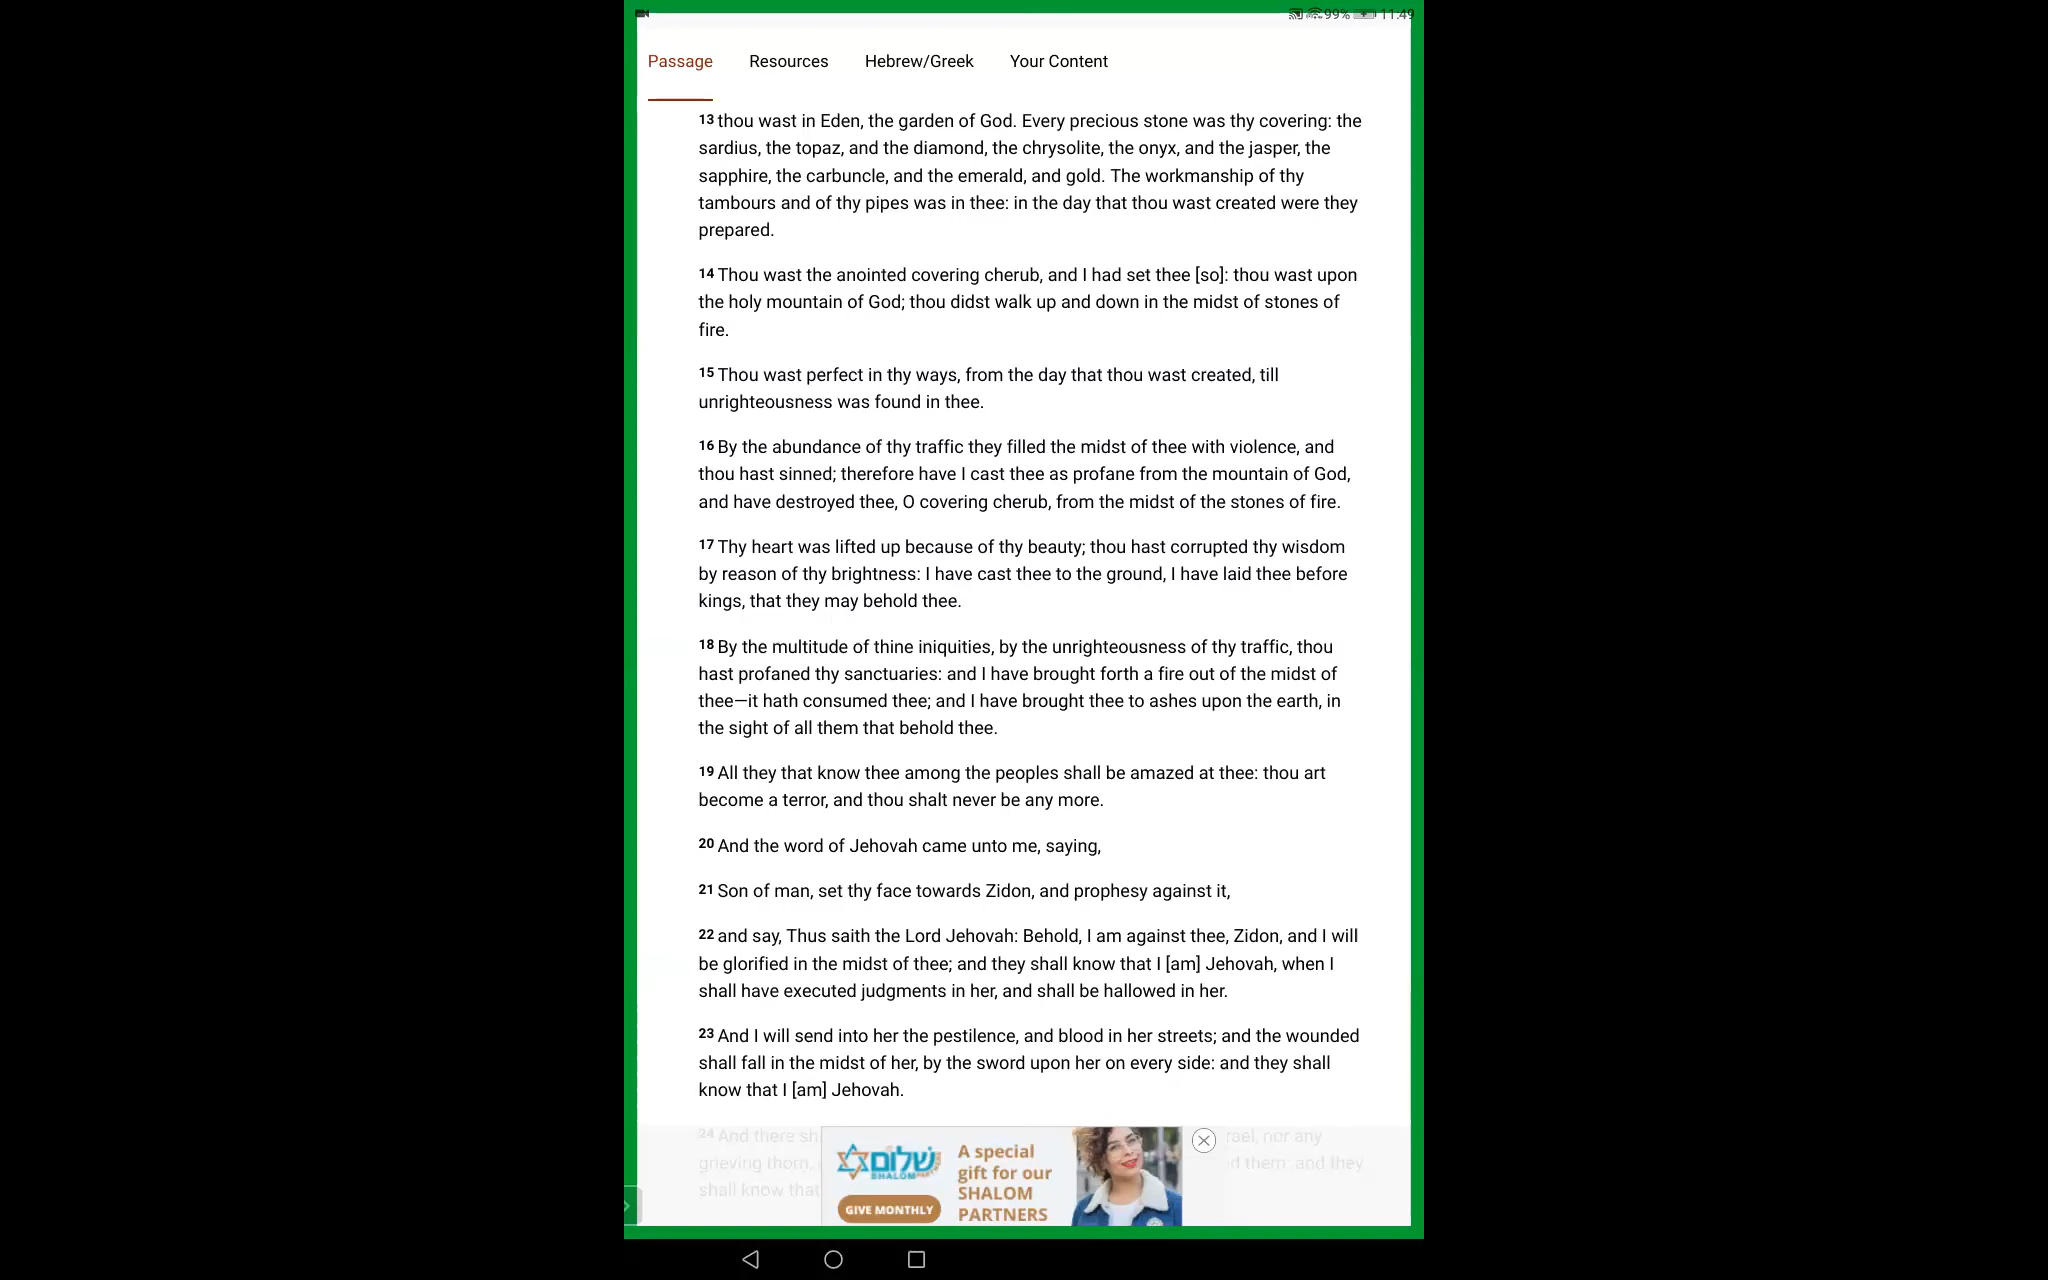 99% 11:49
Passage Resources Hebrew/Greek Your Content
13 thou wast in Eden, the garden of God. Every precious stone was thy covering: the
sardius, the topaz, and the diamond, the chrysolite, the onyx, and the jasper, the
sapphire, the carbuncle, and the emerald, and gold. The workmanship of thy
tambours and of thy pipes was in thee: in the day that thou wast created were they
prepared.
14 Thou wast the anointed covering cherub, and I had set thee [so]: thou wast upon
the holy mountain of God; thou didst walk up and down in the midst of stones of
fire.
15 Thou wast perfect in thy ways, from the day that thou wast created, till
unrighteousness was found in thee.
16 By the abundance of thy traffic they filled the midst of thee with violence, and
thou hast sinned; therefore have I cast thee as profane from the mountain of God,
and have destroyed thee, O covering cherub, from the midst of the stones of fire.
17 Thy heart was lifted up because of thy beauty; thou hast corrupted thy wisdom
by reason of thy brightness: I have cast thee to the ground, I have laid thee before
kings, that they may behold thee.
18 By the multitude of thine iniquities, by the unrighteousness of thy traffic, thou
hast profaned thy sanctuaries: and I have brought forth a fire out of the midst of
thee—it hath consumed thee; and I have brought thee to ashes upon the earth, in
the sight of all them that behold thee.
19 All they that know thee among the peoples shall be amazed at thee: thou art
become a terror, and thou shalt never be any more.
20 And the word of Jehovah came unto me, saying,
21 Son of man, set thy face towards Zidon, and prophesy against it,
22 and say, Thus saith the Lord Jehovah: Behold, I am against thee, Zidon, and I will
be glorified in the midst of thee; and they shall know that I [am] Jehovah, when I
shall have executed judgments in her, and shall be hallowed in her.
23 And I will send into her the pestilence, and blood in her streets; and the wounded
shall fall in the midst of her, by the sword upon her on every side: and they shall
know that I [am] Jehovah.
24 And there sh rael, nor any
grieving thorn, d them: and they
shall know that
שלום
SHALOM
GIVE MONTHLY
A special
gift for our
SHALOM
PARTNERS